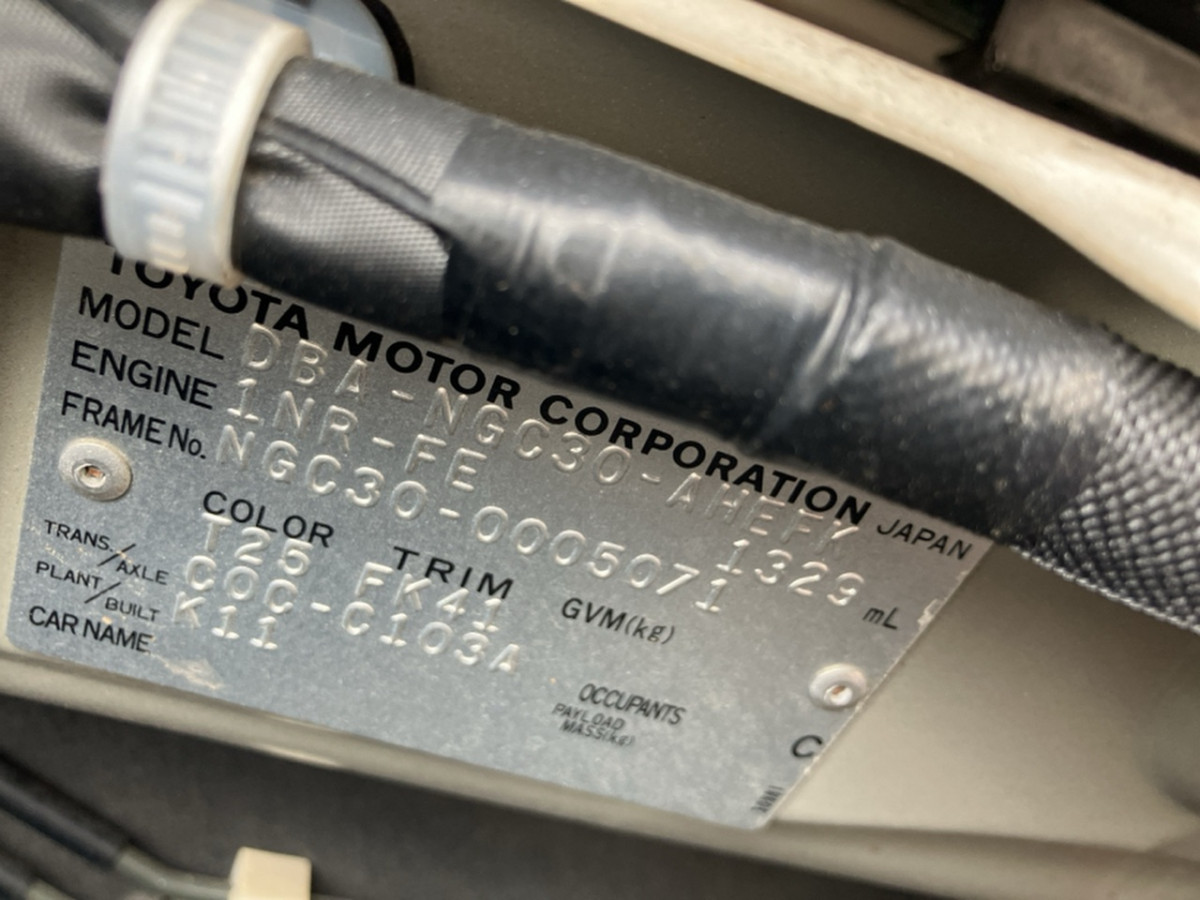 TOYOTA MOTOR CORPORATION JAPAN
MODEL DBA-NGC30-AHEFK
ENGINE 1NR-FE 1329 mL
FRAME No. NGC30-0005071
COLOR TRIM GVM(kg)
T25 FK41
TRANS./AXLE C0C-C103A
PLANT/BUILT K11
CAR NAME
OCCUPANTS
PAYLOAD
MASS(kg)
C